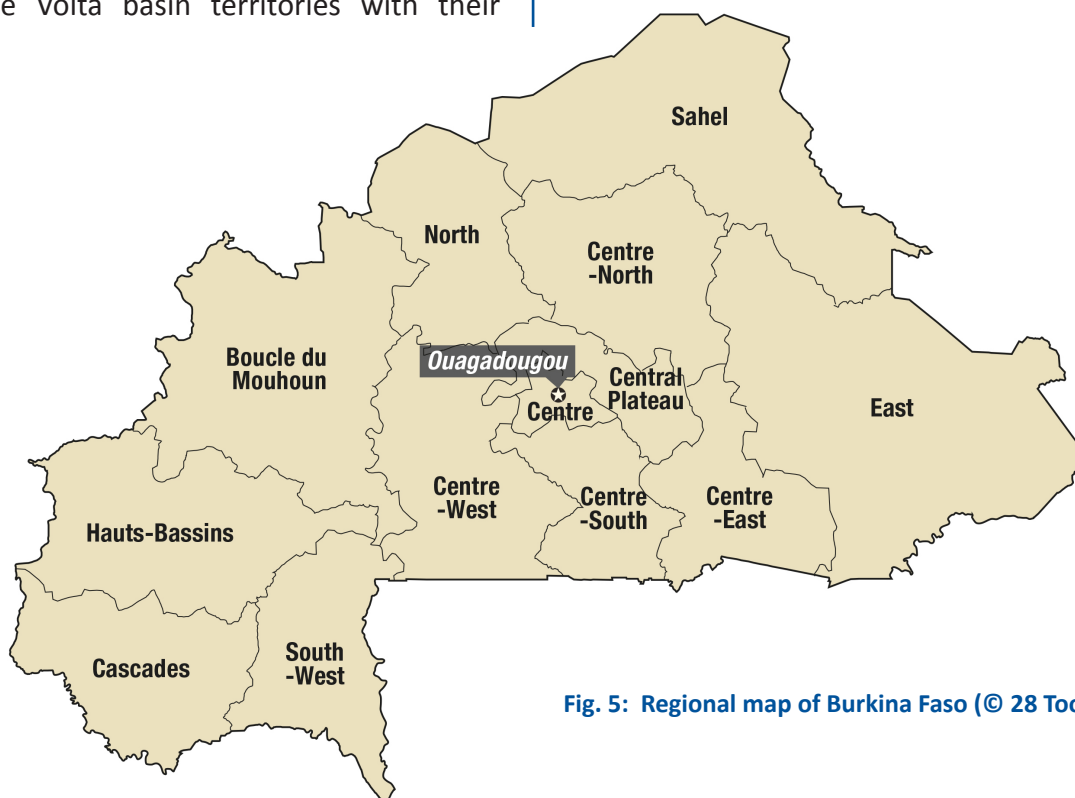 Volta basin territories with their
Sahel
North
Centre
-North
Boucle du
Mouhoun
Ouagadougou
Central
Plateau
Centre
East
Centre
-West
Centre
-South
Centre
-East
Hauts-Bassins
Cascades
South
-West
Fig. 5: Regional map of Burkina Faso (© 28